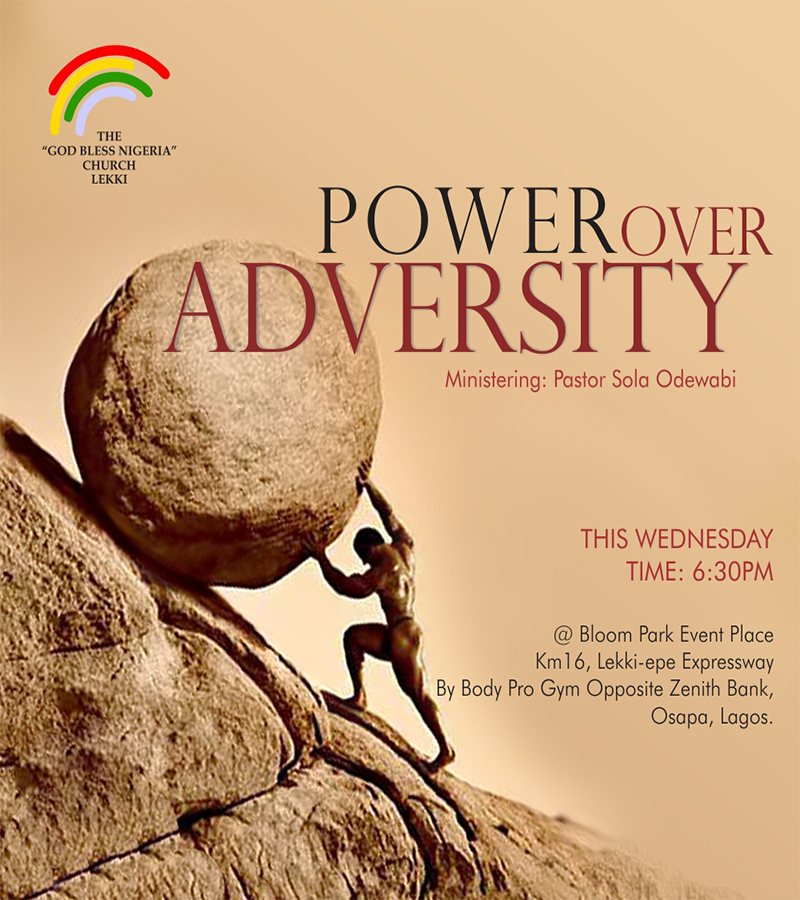 THE
“GOD BLESS NIGERIA”
CHURCH
LEKKI
POWER OVER
ADVERSITY
Ministering: Pastor Sola Odewabi
THIS WEDNESDAY
TIME: 6:30PM
@ Bloom Park Event Place
Km16, Lekki-epe Expressway
By Body Pro Gym Opposite Zenith Bank,
Osapa, Lagos.